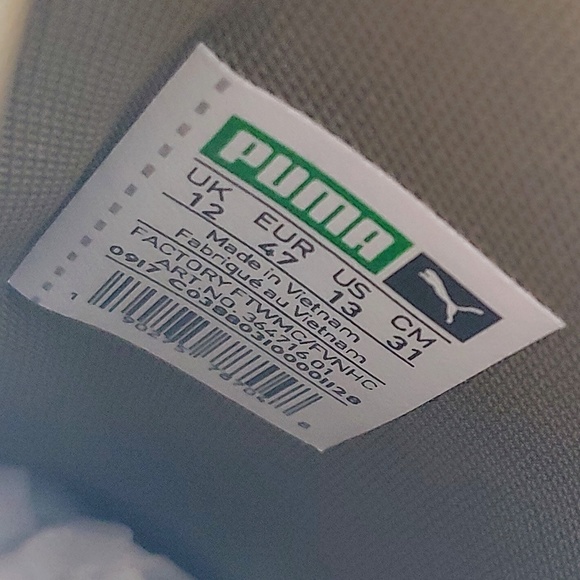 PUMA
UK EUR US CM
12 47 13 31
Made in Vietnam
Fabriqué au Vietnam
FACTORY: FTWMC/FVNHC
ART.NO. 364716 01
0917 C03880310000128